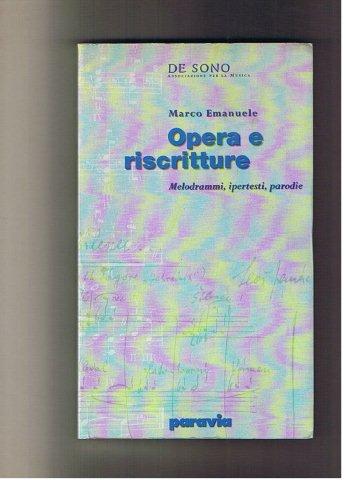 DE SONO
ASSOCIAZIONE PER LA MUSICA
Marco Emanuele
Opera e
riscritture
Melodrammi, ipertesti, parodie
paravia